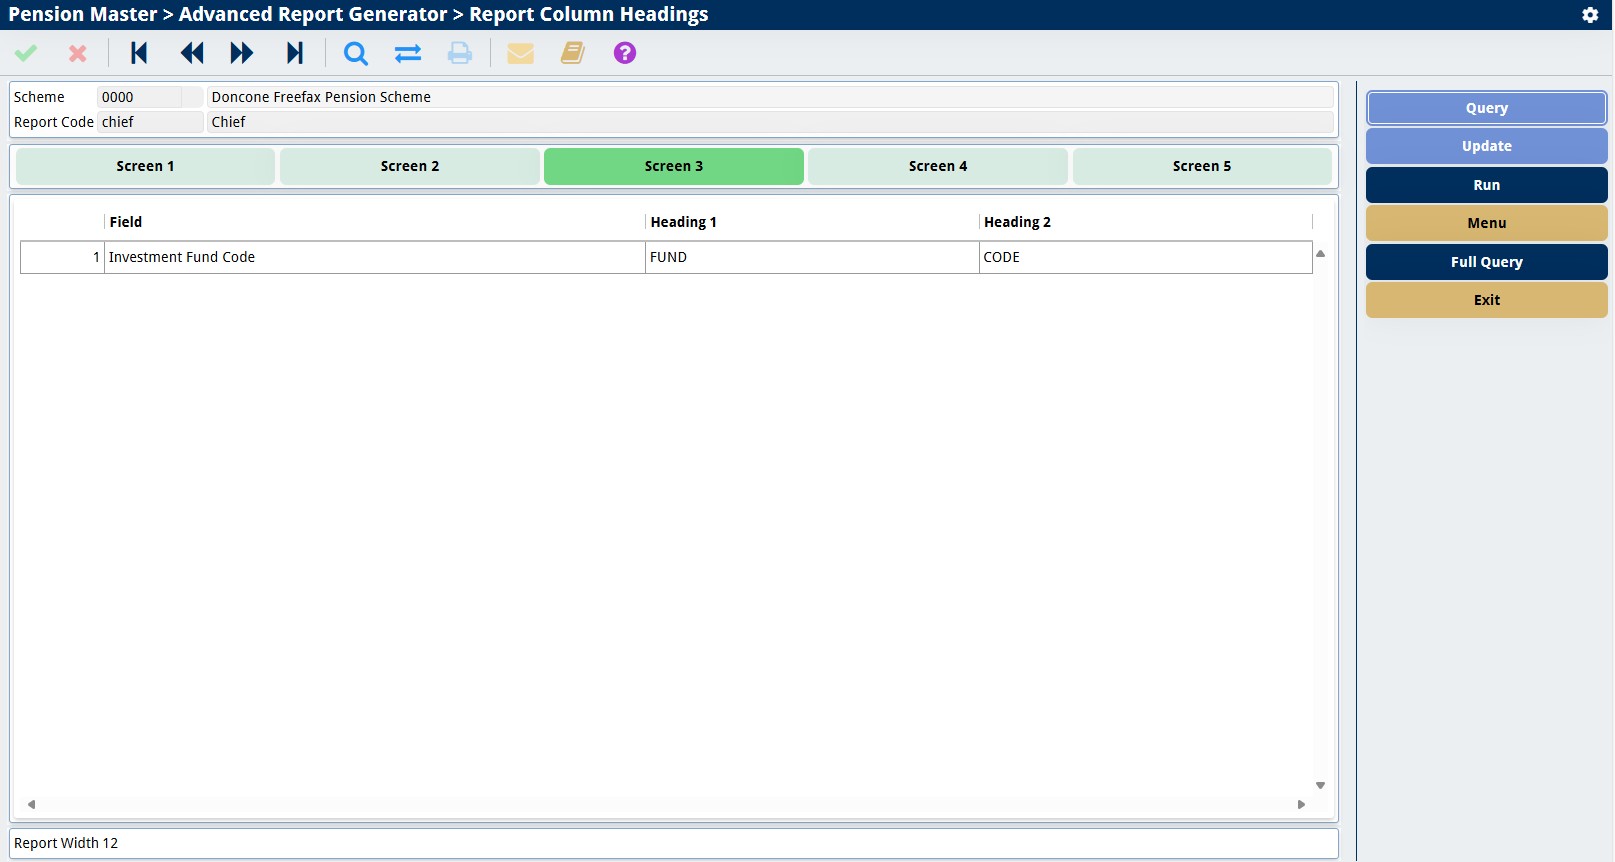 Pension Master > Advanced Report Generator > Report Column Headings
?
Scheme 0000 Doncone Freefax Pension Scheme
Report Code chief Chief
Screen 1 Screen 2 Screen 3 Screen 4 Screen 5
Field Heading 1 Heading 2
1 Investment Fund Code FUND CODE
Report Width 12
Query
Update
Run
Menu
Full Query
Exit